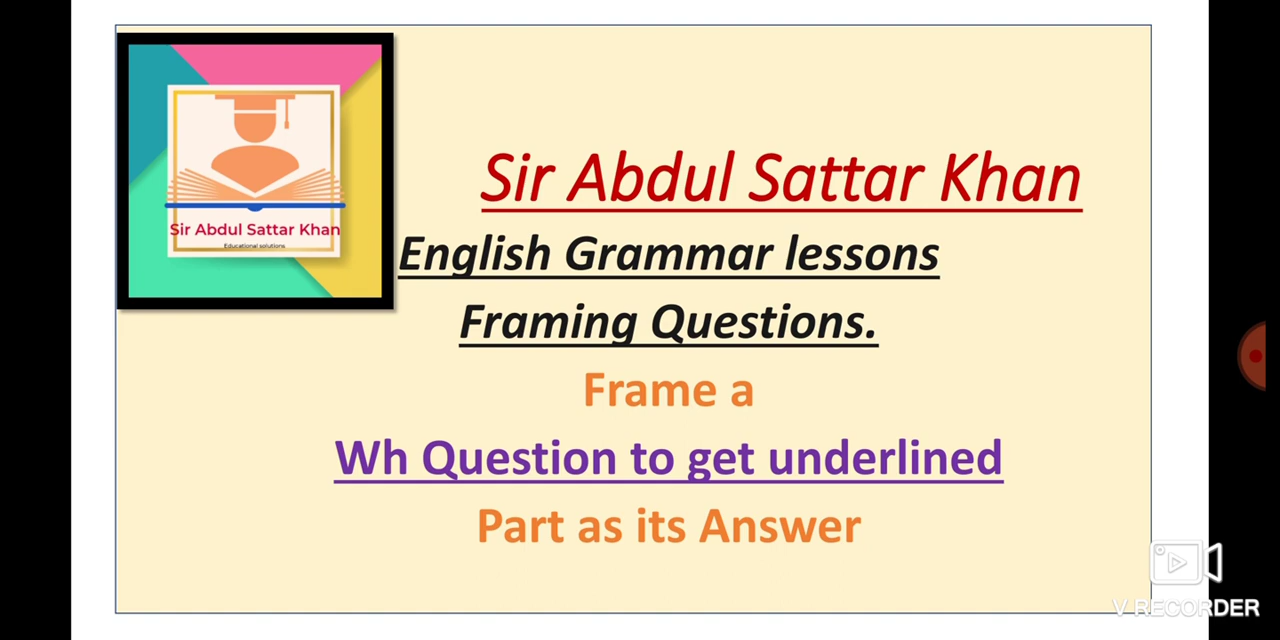 Sir Abdul Sattar Khan
Educational solutions
Sir Abdul Sattar Khan
English Grammar lessons
Framing Questions.
Frame a
Wh Question to get underlined
Part as its Answer
V RECORDER